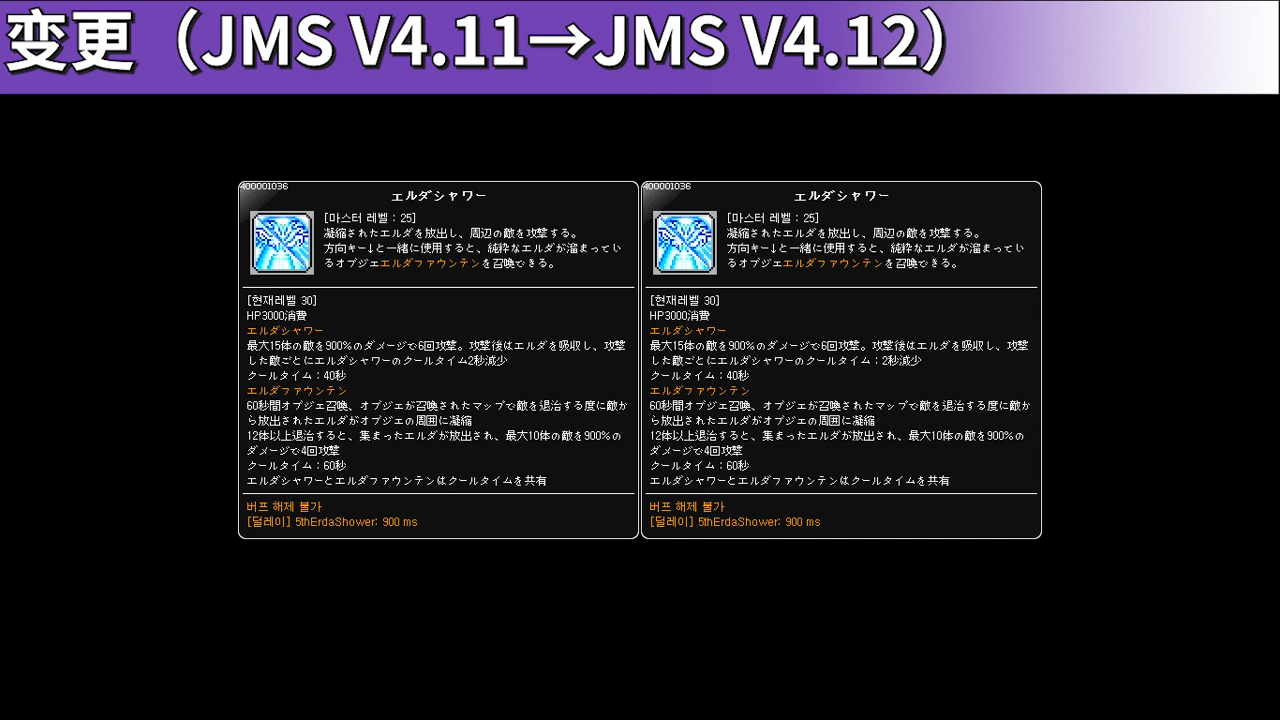 变更（JMS V4.11→JMS V4.12）
400001036
エルダシャワー
[마스터 레벨 : 25]
凝縮されたエルダを放出し、周辺の敵を攻撃する。
方向キー↓と一緒に使用すると、純粋なエルダが溜まってい
るオブジェエルダファウンテンを召喚できる。
[현재레벨 30]
HP3000消費
エルダシャワー
最大15体の敵を900%のダメージで6回攻撃。攻撃後はエルダを吸収し、攻撃
した敵ごとにエルダシャワーのクールタイム2秒減少
クールタイム：40秒
エルダファウンテン
60秒間オブジェ召喚、オブジェが召喚されたマップで敵を退治する度に敵か
ら放出されたエルダがオブジェの周囲に凝縮
12体以上退治すると、集まったエルダが放出され、最大10体の敵を900%の
ダメージで4回攻撃
クールタイム：60秒
エルダシャワーとエルダファウンテンはクールタイムを共有
버프 해제 불가
[딜레이] 5thErdaShower: 900 ms
400001036
エルダシャワー
[마스터 레벨 : 25]
凝縮されたエルダを放出し、周辺の敵を攻撃する。
方向キー↓と一緒に使用すると、純粋なエルダが溜まってい
るオブジェエルダファウンテンを召喚できる。
[현재레벨 30]
HP3000消費
エルダシャワー
最大15体の敵を900%のダメージで6回攻撃。攻撃後はエルダを吸収し、攻撃
した敵ごとにエルダシャワーのクールタイム：2秒減少
クールタイム：40秒
エルダファウンテン
60秒間オブジェ召喚、オブジェが召喚されたマップで敵を退治する度に敵か
ら放出されたエルダがオブジェの周囲に凝縮
12体以上退治すると、集まったエルダが放出され、最大10体の敵を900%の
ダメージで4回攻撃
クールタイム：60秒
エルダシャワーとエルダファウンテンはクールタイムを共有
버프 해제 불가
[딜레이] 5thErdaShower: 900 ms